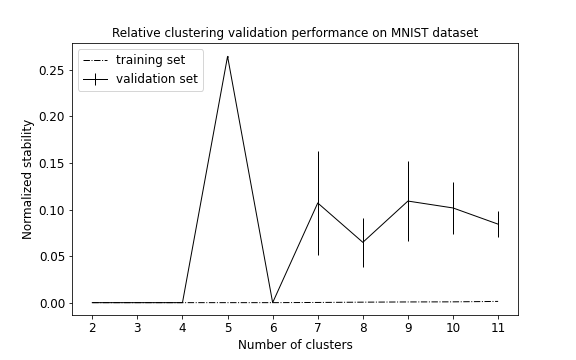 Relative clustering validation performance on MNIST dataset
training set
validation set
Normalized stability
0.25
0.20
0.15
0.10
0.05
0.00
2 3 4 5 6 7 8 9 10 11
Number of clusters